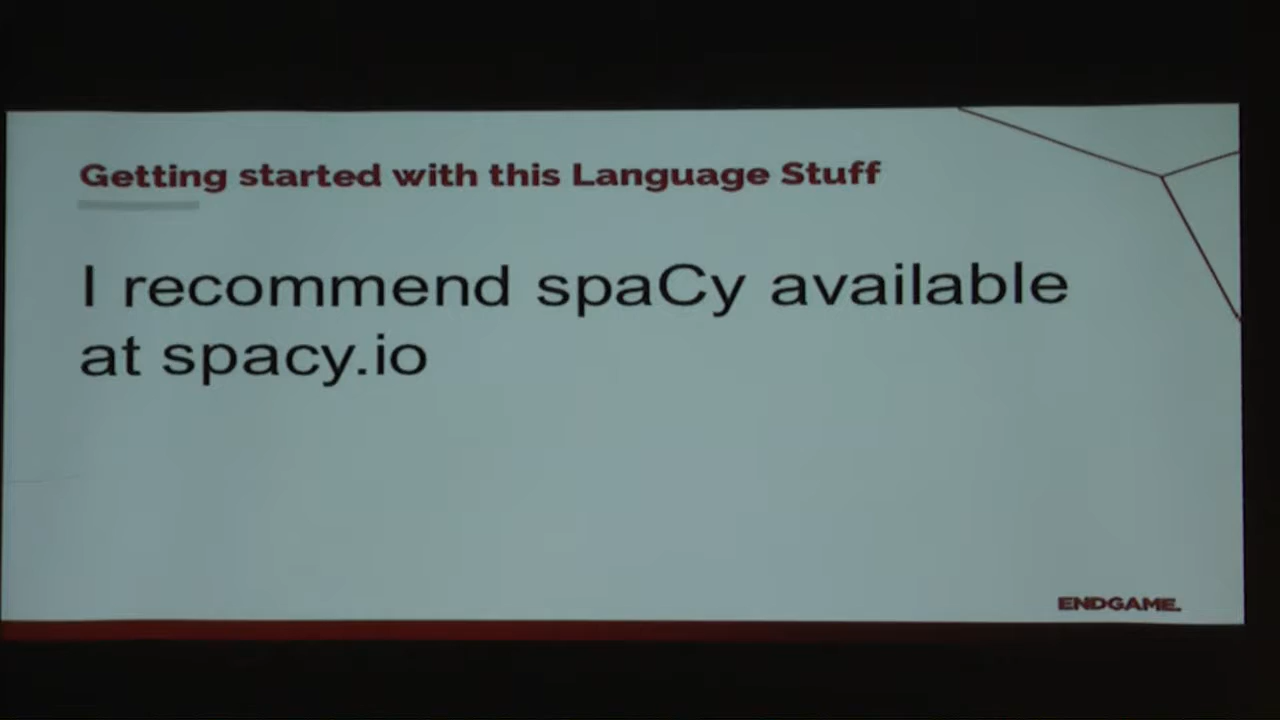 Getting started with this Language Stuff
I recommend spaCy available
at spacy.io
ENDGAME.